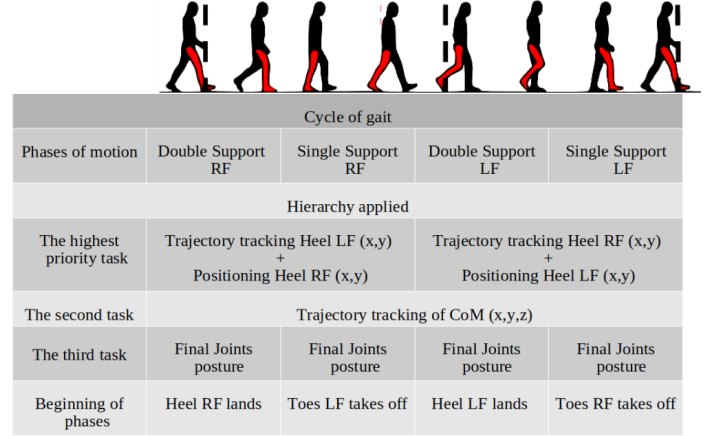 Cycle of gait
Phases of motion
Double Support
RF
Single Support
RF
Double Support
LF
Single Support
LF
Hierarchy applied
The highest
priority task
Trajectory tracking Heel LF (x,y)
+
Positioning Heel RF (x,y)
Trajectory tracking Heel RF (x,y)
+
Positioning Heel LF (x,y)
The second task
Trajectory tracking of CoM (x,y,z)
The third task
Final Joints
posture
Final Joints
posture
Final Joints
posture
Final Joints
posture
Beginning of
phases
Heel RF lands
Toes LF takes off
Heel LF lands
Toes RF takes off